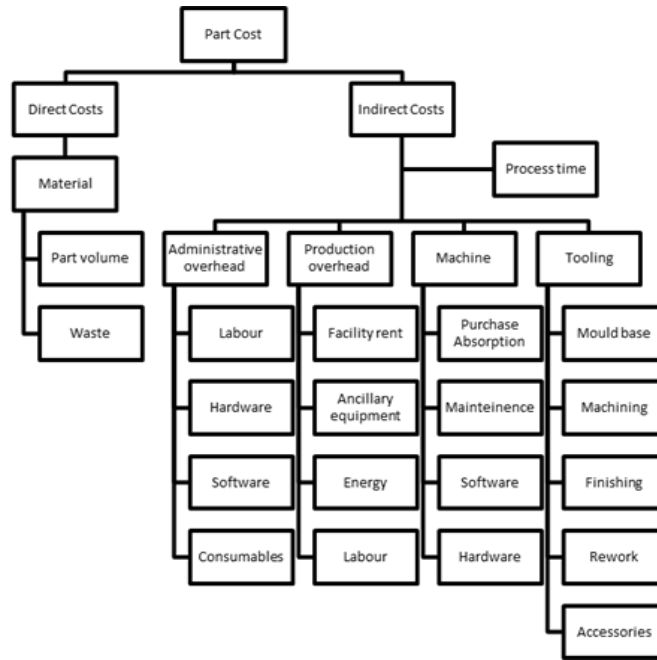 Part Cost
Direct Costs
Indirect Costs
Material
Process time
Part volume
Administrative
overhead
Production
overhead
Machine
Tooling
Waste
Labour
Facility rent
Purchase
Absorption
Mould base
Hardware
Ancillary
equipment
Mainteinence
Machining
Software
Energy
Software
Finishing
Consumables
Labour
Hardware
Rework
Accessories